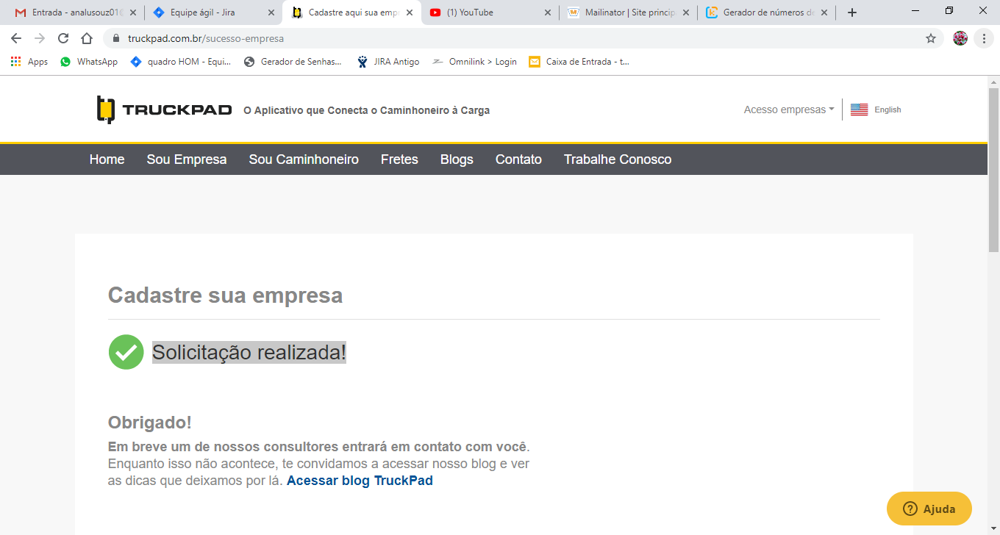 Entrada - analusouz01@
Equipe ágil - Jira
Cadastre aqui sua emp
(1) YouTube
Mailinator | Site princip
Gerador de números de
truckpad.com.br/sucesso-empresa
Apps
WhatsApp
quadro HOM - Equi...
Gerador de Senhas...
JIRA Antigo
Omnilink > Login
Caixa de Entrada - t...
TRUCKPAD
O Aplicativo que Conecta o Caminhoneiro à Carga
Acesso empresas
English
Home
Sou Empresa
Sou Caminhoneiro
Fretes
Blogs
Contato
Trabalhe Conosco
Cadastre sua empresa
Solicitação realizada!
Obrigado!
Em breve um de nossos consultores entrará em contato com você.
Enquanto isso não acontece, te convidamos a acessar nosso blog e ver
as dicas que deixamos por lá. Acessar blog TruckPad
? Ajuda